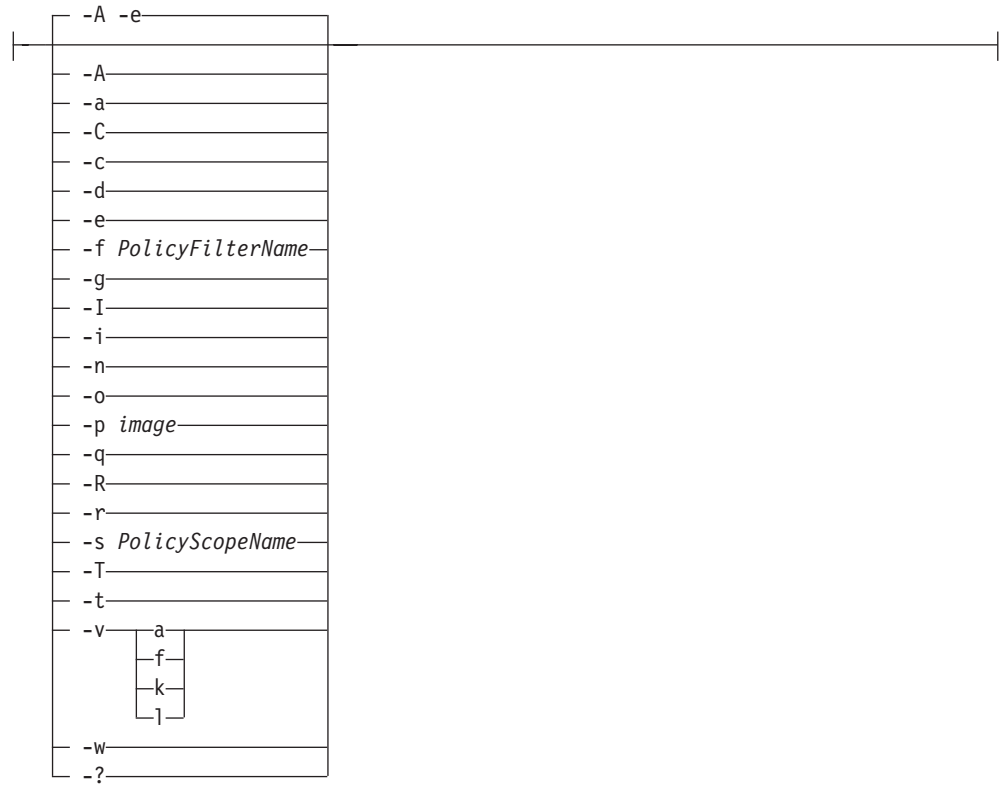 -A -e
-A
-a
-C
-c
-d
-e
-f PolicyFilterName
-g
-I
-i
-n
-o
-p image
-q
-R
-r
-s PolicyScopeName
-T
-t
-v a
f
k
l
-w
-?